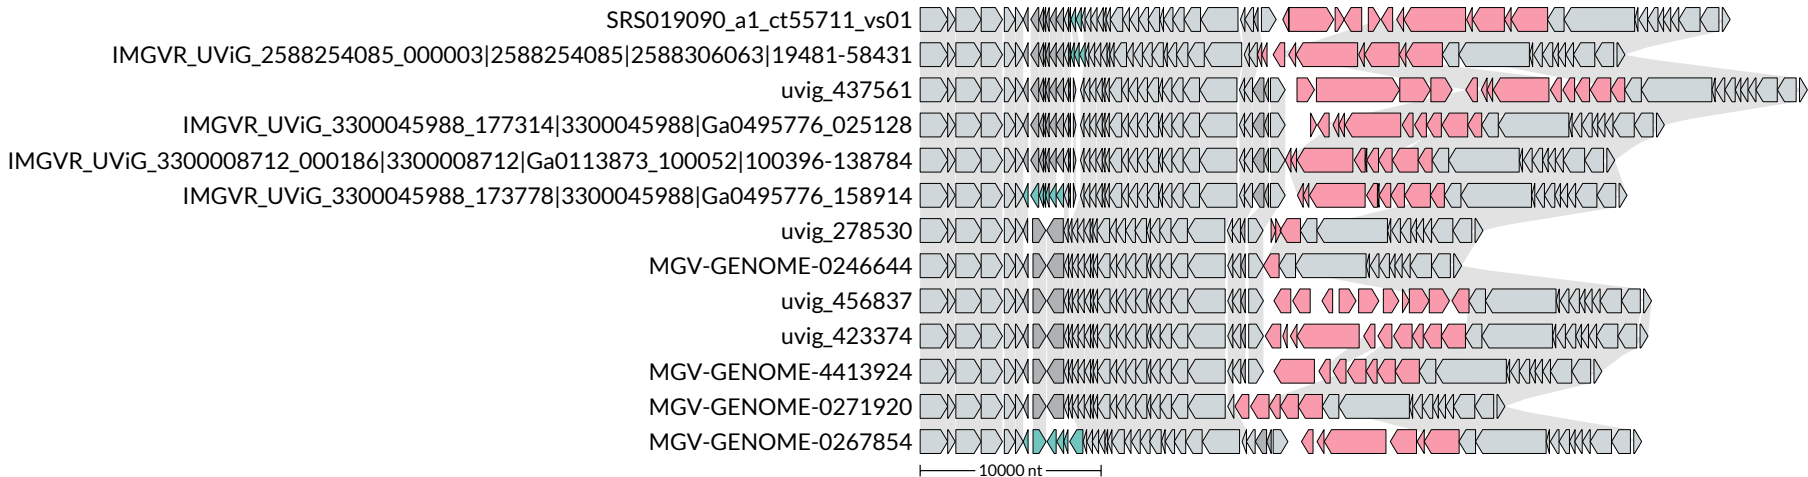 SRS019090_a1_ct55711_vs01
IMGVR_UViG_2588254085_000003|2588254085|2588306063|19481-58431
uvig_437561
IMGVR_UViG_3300045988_177314|3300045988|Ga0495776_025128
IMGVR_UViG_3300008712_000186|3300008712|Ga0113873_100052|100396-138784
IMGVR_UViG_3300045988_173778|3300045988|Ga0495776_158914
uvig_278530
MGV-GENOME-0246644
uvig_456837
uvig_423374
MGV-GENOME-4413924
MGV-GENOME-0271920
MGV-GENOME-0267854
10000 nt